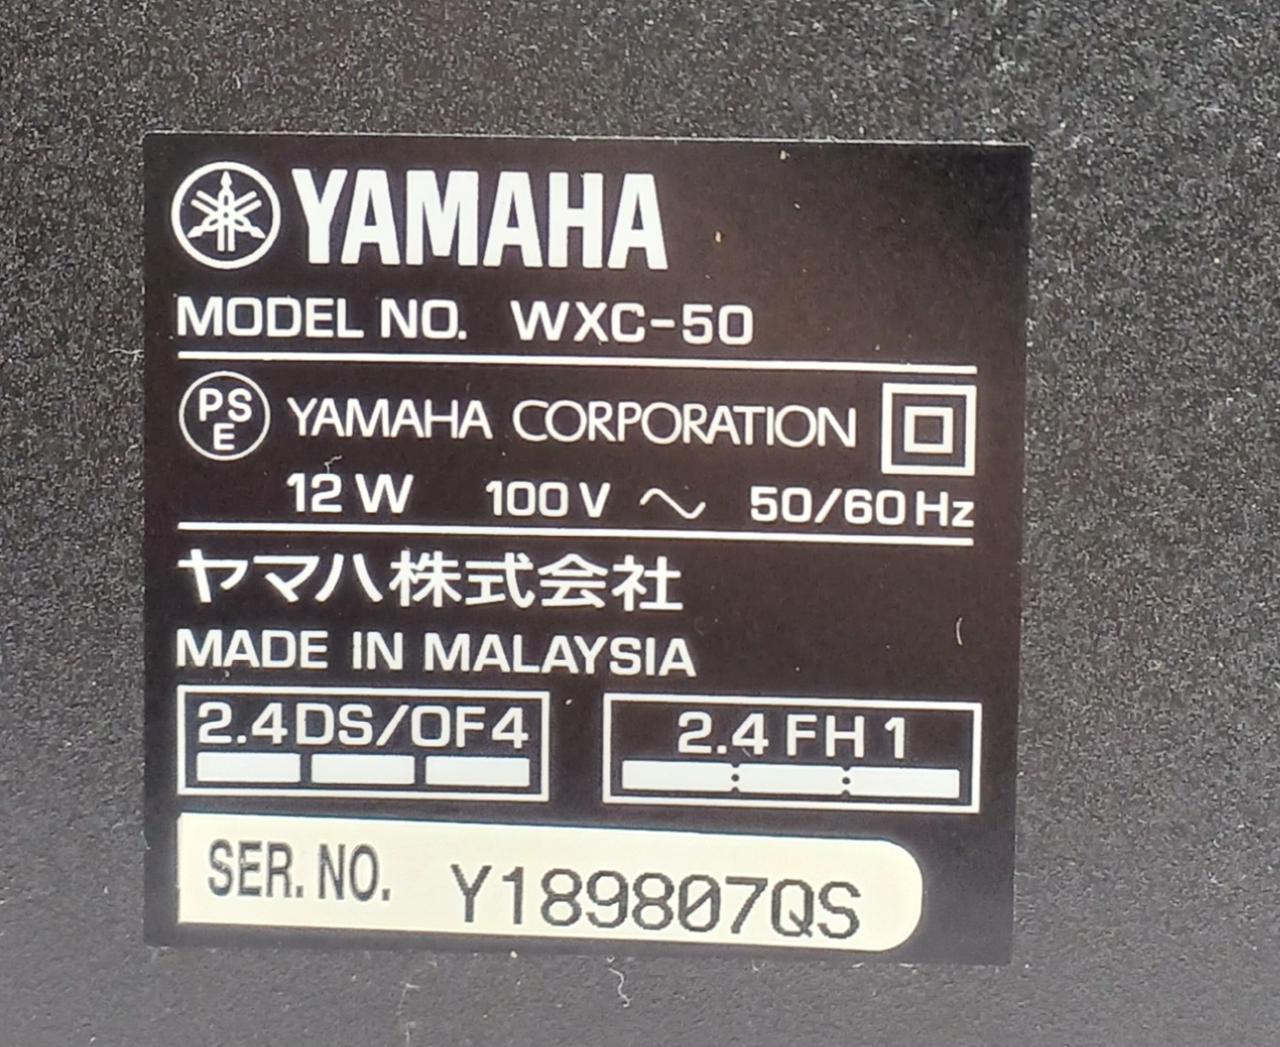 YAMAHA
MODEL NO. WXC-50
PSE YAMAHA CORPORATION
12 W 100 V ~ 50/60 Hz
ヤマハ株式会社
MADE IN MALAYSIA
2.4DS/OF4 2.4 FH 1
SER. NO. Y189807QS